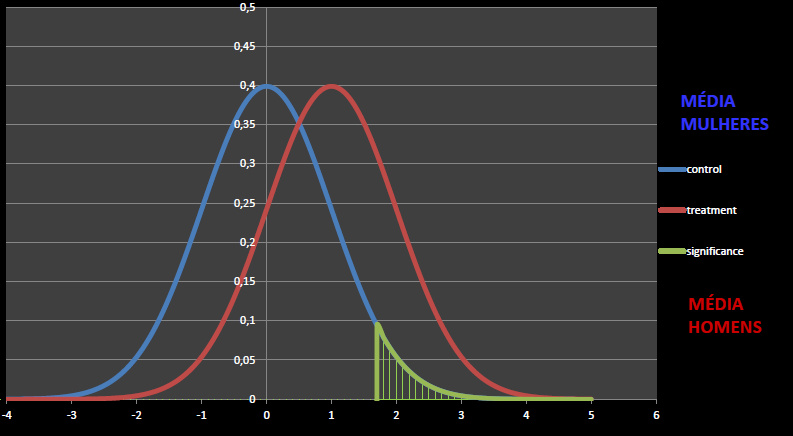 0,5
0,45
0,4
0,35
0,3
0,25
0,2
0,15
0,1
0,05
0
-4 -3 -2 -1 0 1 2 3 4 5 6
MÉDIA
MULHERES
control
treatment
significance
MÉDIA
HOMENS